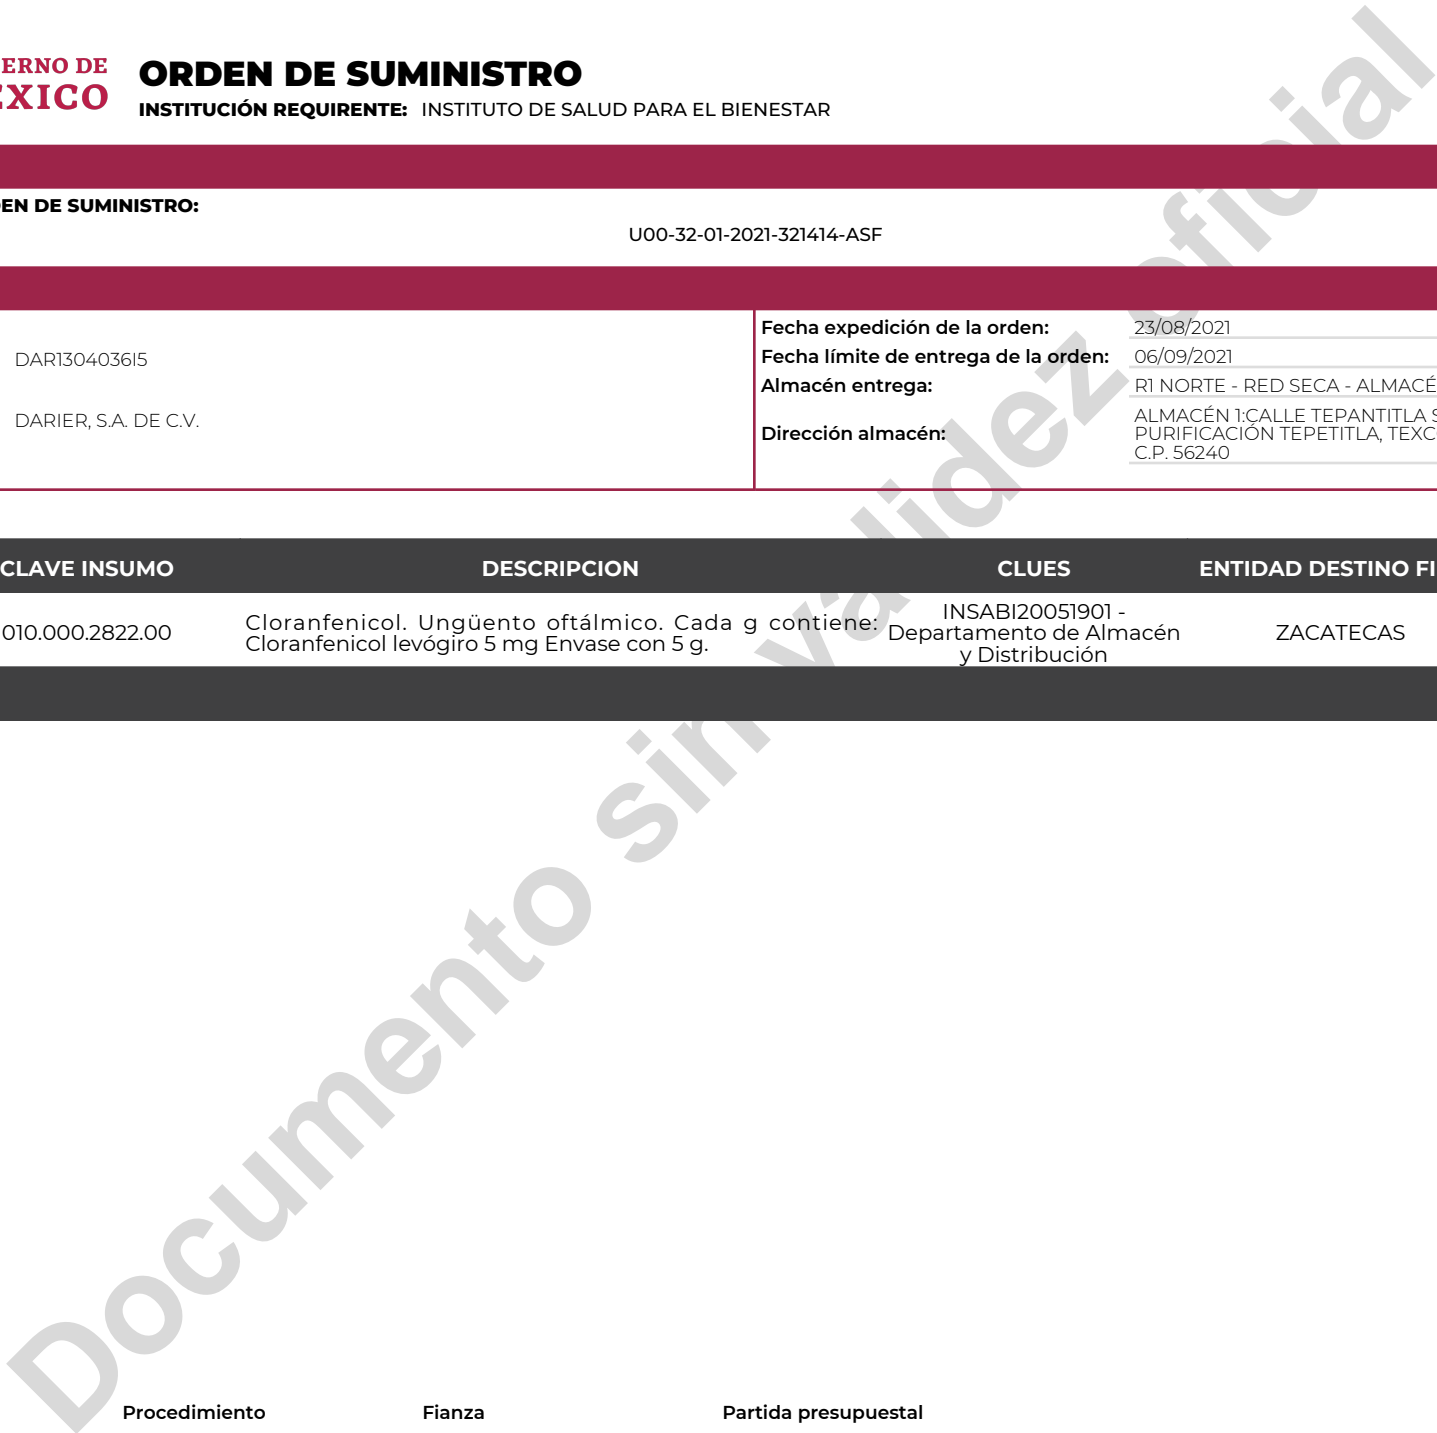 ERNO DE
EXICO
ORDEN DE SUMINISTRO
INSTITUCIÓN REQUIRENTE: INSTITUTO DE SALUD PARA EL BIENESTAR
EN DE SUMINISTRO:
U00-32-01-2021-321414-ASF
DAR1304036I5
DARIER, S.A. DE C.V.
Fecha expedición de la orden: 23/08/2021
Fecha límite de entrega de la orden: 06/09/2021
Almacén entrega: R1 NORTE - RED SECA - ALMACÉ
Dirección almacén: ALMACÉN 1:CALLE TEPANTITLA S
PURIFICACIÓN TEPETITLA, TEXC
C.P. 56240
CLAVE INSUMO DESCRIPCION CLUES ENTIDAD DESTINO FI
010.000.2822.00
Cloranfenicol. Ungüento oftálmico. Cada g contiene:
Cloranfenicol levógiro 5 mg Envase con 5 g.
INSABI20051901 -
Departamento de Almacén
y Distribución
ZACATECAS
Documento sin validez oficial
Procedimiento Fianza Partida presupuestal